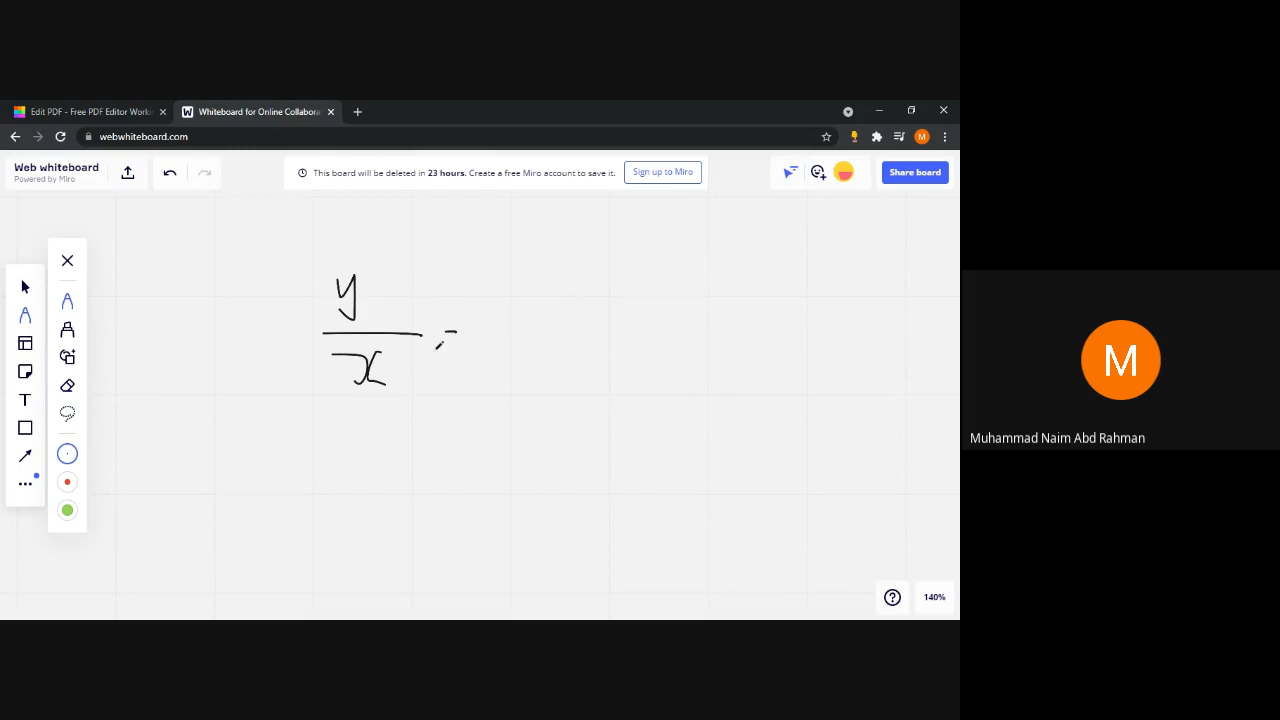 Edit PDF - Free PDF Editor Worki
Whiteboard for Online Collabora
webwhiteboard.com
M
Web whiteboard
Powered by Miro
This board will be deleted in 23 hours. Create a free Miro account to save it.
Sign up to Miro
Share board
y
x
=
T
M
Muhammad Naim Abd Rahman
140%